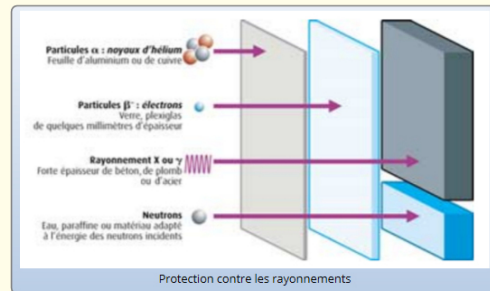 Particules α : noyaux d'hélium
Feuille d'aluminium ou de cuivre
Particules β⁻ : électrons
Verre, plexiglas
de quelques millimètres d'épaisseur
Rayonnement X ou γ
Forte épaisseur de béton, de plomb
ou d'acier
Neutrons
Eau, paraffine ou matériau adapté
à l'énergie des neutrons incidents
Protection contre les rayonnements